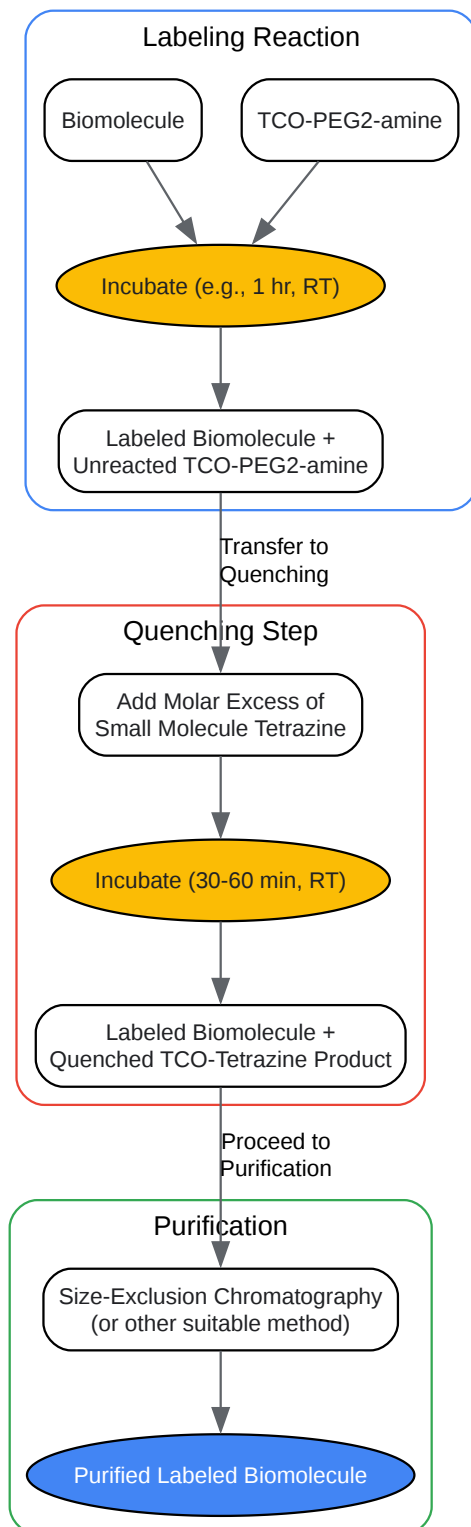 Labeling Reaction
Biomolecule
TCO-PEG2-amine
Incubate (e.g., 1 hr, RT)
Labeled Biomolecule +
Unreacted TCO-PEG2-amine
Transfer to
Quenching
Quenching Step
Add Molar Excess of
Small Molecule Tetrazine
Incubate (30-60 min, RT)
Labeled Biomolecule +
Quenched TCO-Tetrazine Product
Proceed to
Purification
Purification
Size-Exclusion Chromatography
(or other suitable method)
Purified Labeled Biomolecule